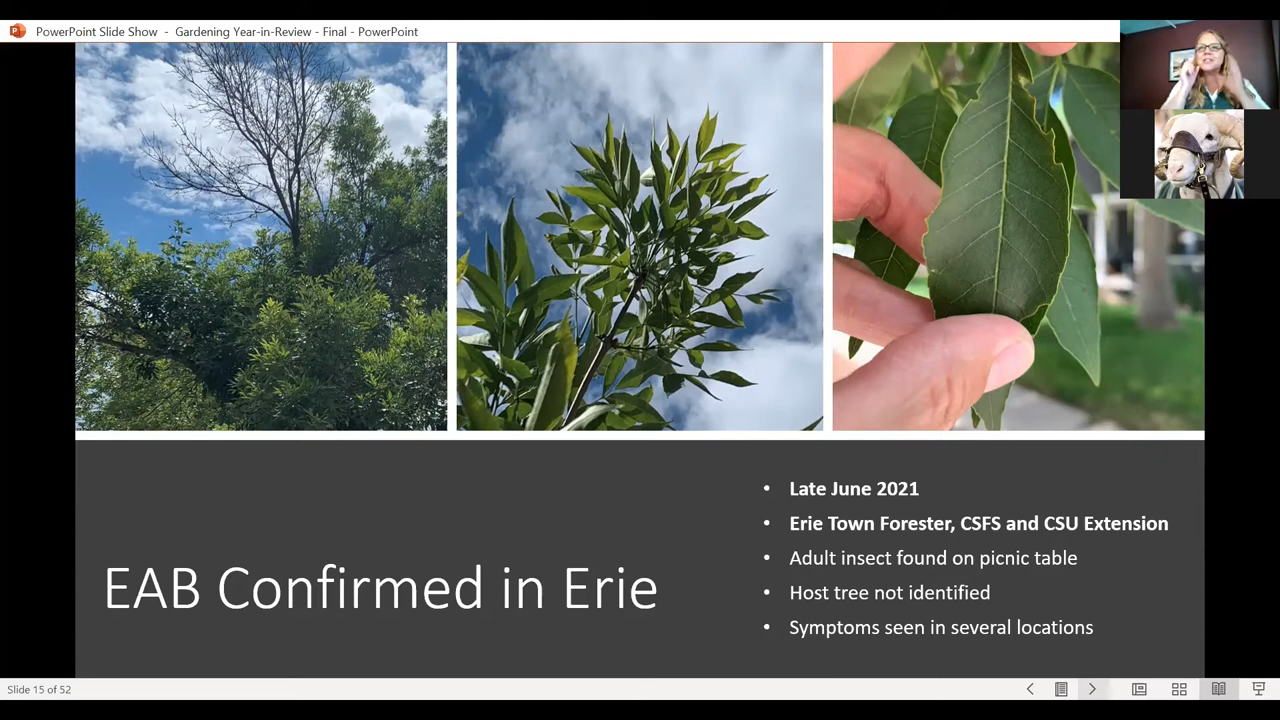 PowerPoint Slide Show - Gardening Year-in-Review - Final - PowerPoint
EAB Confirmed in Erie
• Late June 2021
• Erie Town Forester, CSFS and CSU Extension
• Adult insect found on picnic table
• Host tree not identified
• Symptoms seen in several locations
Slide 15 of 52